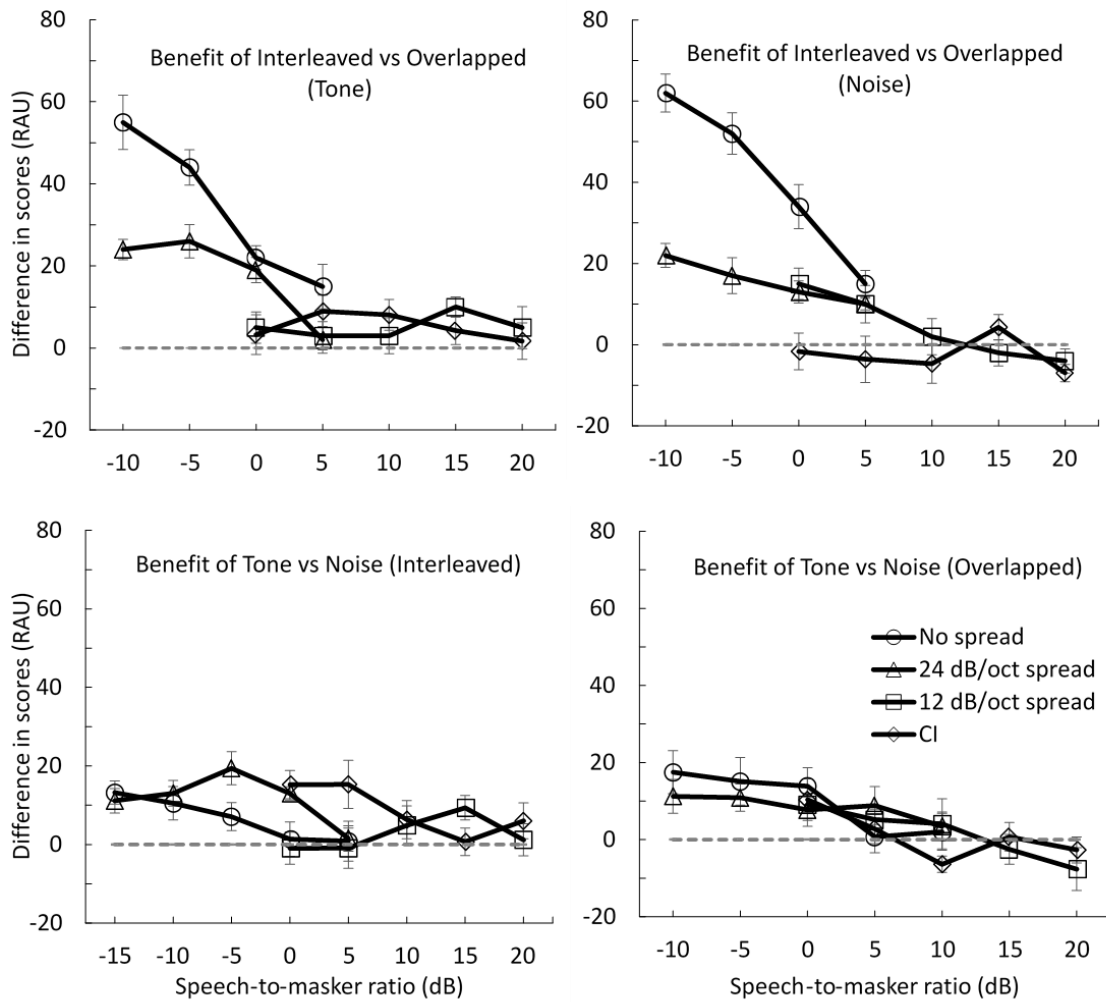 Benefit of Interleaved vs Overlapped
(Tone)
Difference in scores (RAU)
80
60
40
20
0
-20
-10 -5 0 5 10 15 20
Benefit of Interleaved vs Overlapped
(Noise)
80
60
40
20
0
-20
-10 -5 0 5 10 15 20
Benefit of Tone vs Noise (Interleaved)
Difference in scores (RAU)
80
60
40
20
0
-20
-15 -10 -5 0 5 10 15 20
Speech-to-masker ratio (dB)
Benefit of Tone vs Noise (Overlapped)
No spread
24 dB/oct spread
12 dB/oct spread
CI
80
60
40
20
0
-20
-10 -5 0 5 10 15 20
Speech-to-masker ratio (dB)